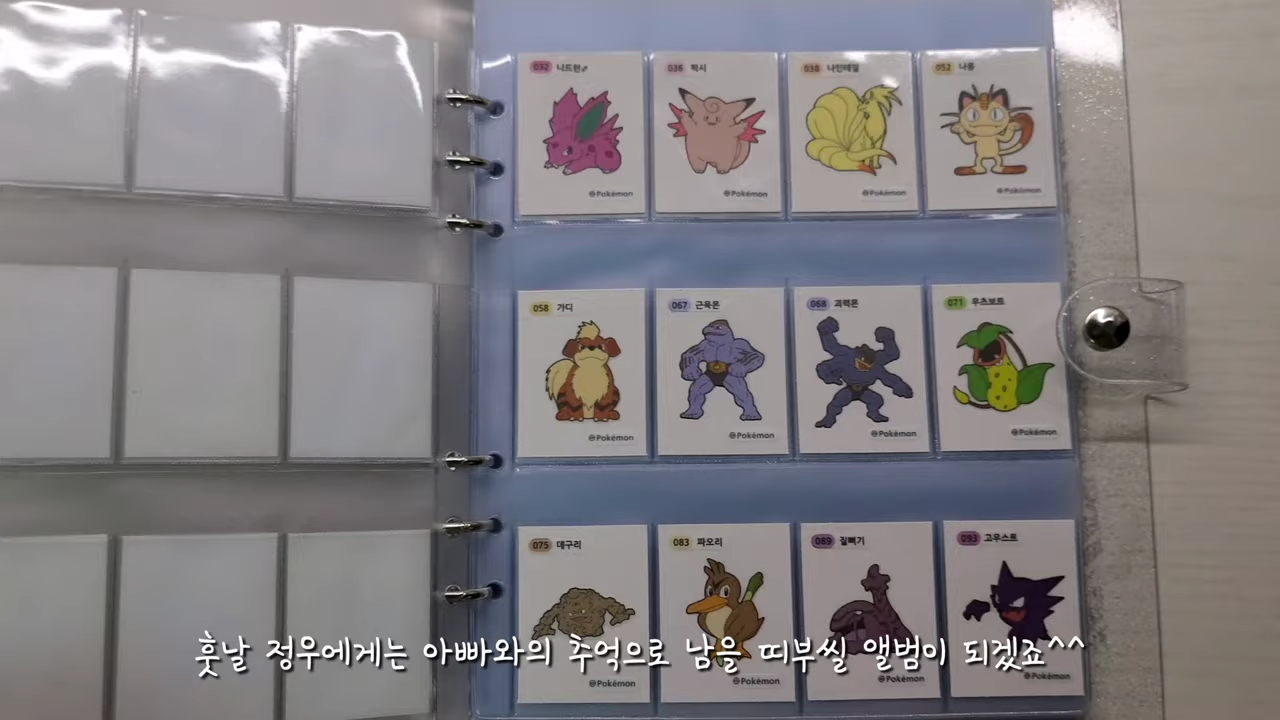 032 나드런♂
036 픽시
038 나인테일
052 나옹
Pokémon
Pokémon
Pokémon
Pokémon
058 가디
067 근육몬
068 괴력몬
071 우츠보트
Pokémon
Pokémon
Pokémon
Pokémon
075 데구리
083 파오리
089 질뻐기
093 고우스트
훗날 정우에게는 아빠와의 추억으로 남을 띠부씰 앨범이 되겠죠^^
Pokémon
Pokémon
Pokémon
Pokémon